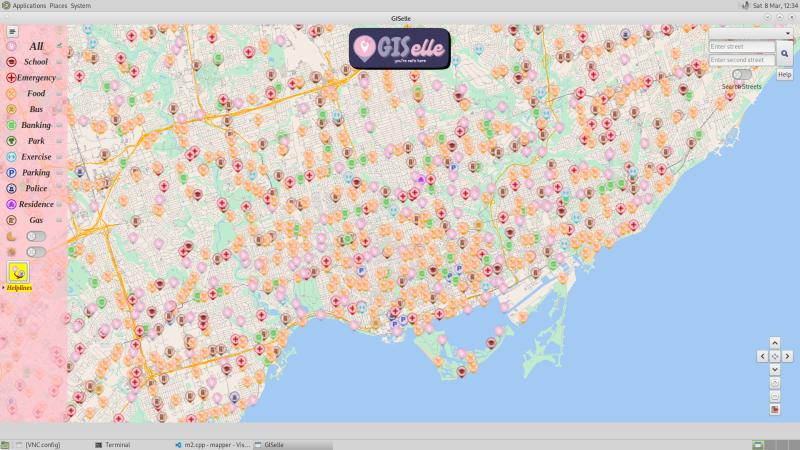 Applications Places System
Sat 8 Mar, 12:34
GISelle
GISelle
you're safe here
All
School
Emergency
Food
Bus
Banking
Park
Exercise
Parking
Police
Residence
Gas
Helplines
Enter street
Enter second street
Search Streets
Help
[VNC config]
Terminal
m2.cpp - mapper - Vis...
GISelle